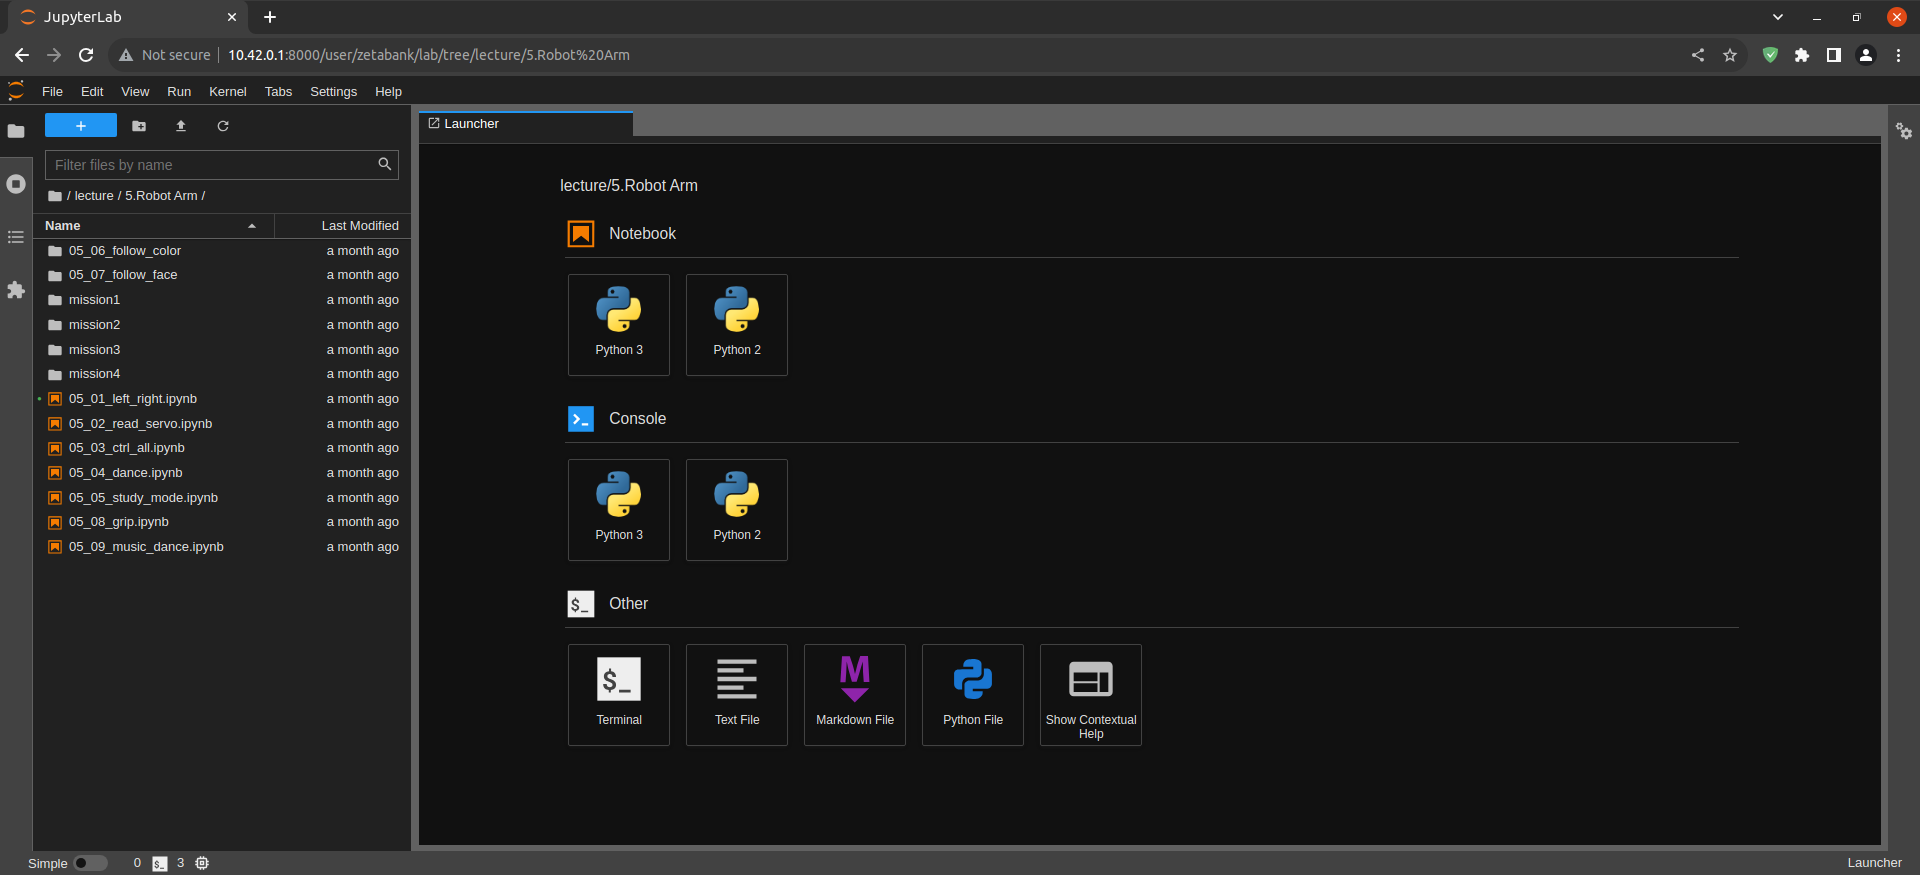 JupyterLab
Not secure 10.42.0.1:8000/user/zetabank/lab/tree/lecture/5.Robot%20Arm
File Edit View Run Kernel Tabs Settings Help
Launcher
Filter files by name
/ lecture / 5.Robot Arm /
Name Last Modified
05_06_follow_color a month ago
05_07_follow_face a month ago
mission1 a month ago
mission2 a month ago
mission3 a month ago
mission4 a month ago
05_01_left_right.ipynb a month ago
05_02_read_servo.ipynb a month ago
05_03_ctrl_all.ipynb a month ago
05_04_dance.ipynb a month ago
05_05_study_mode.ipynb a month ago
05_08_grip.ipynb a month ago
05_09_music_dance.ipynb a month ago
lecture/5.Robot Arm
Notebook
Python 3 Python 2
Console
Python 3 Python 2
$_ Other
$_ M
Terminal Text File Markdown File Python File Show Contextual
Help
Simple 0 $_ 3 Launcher